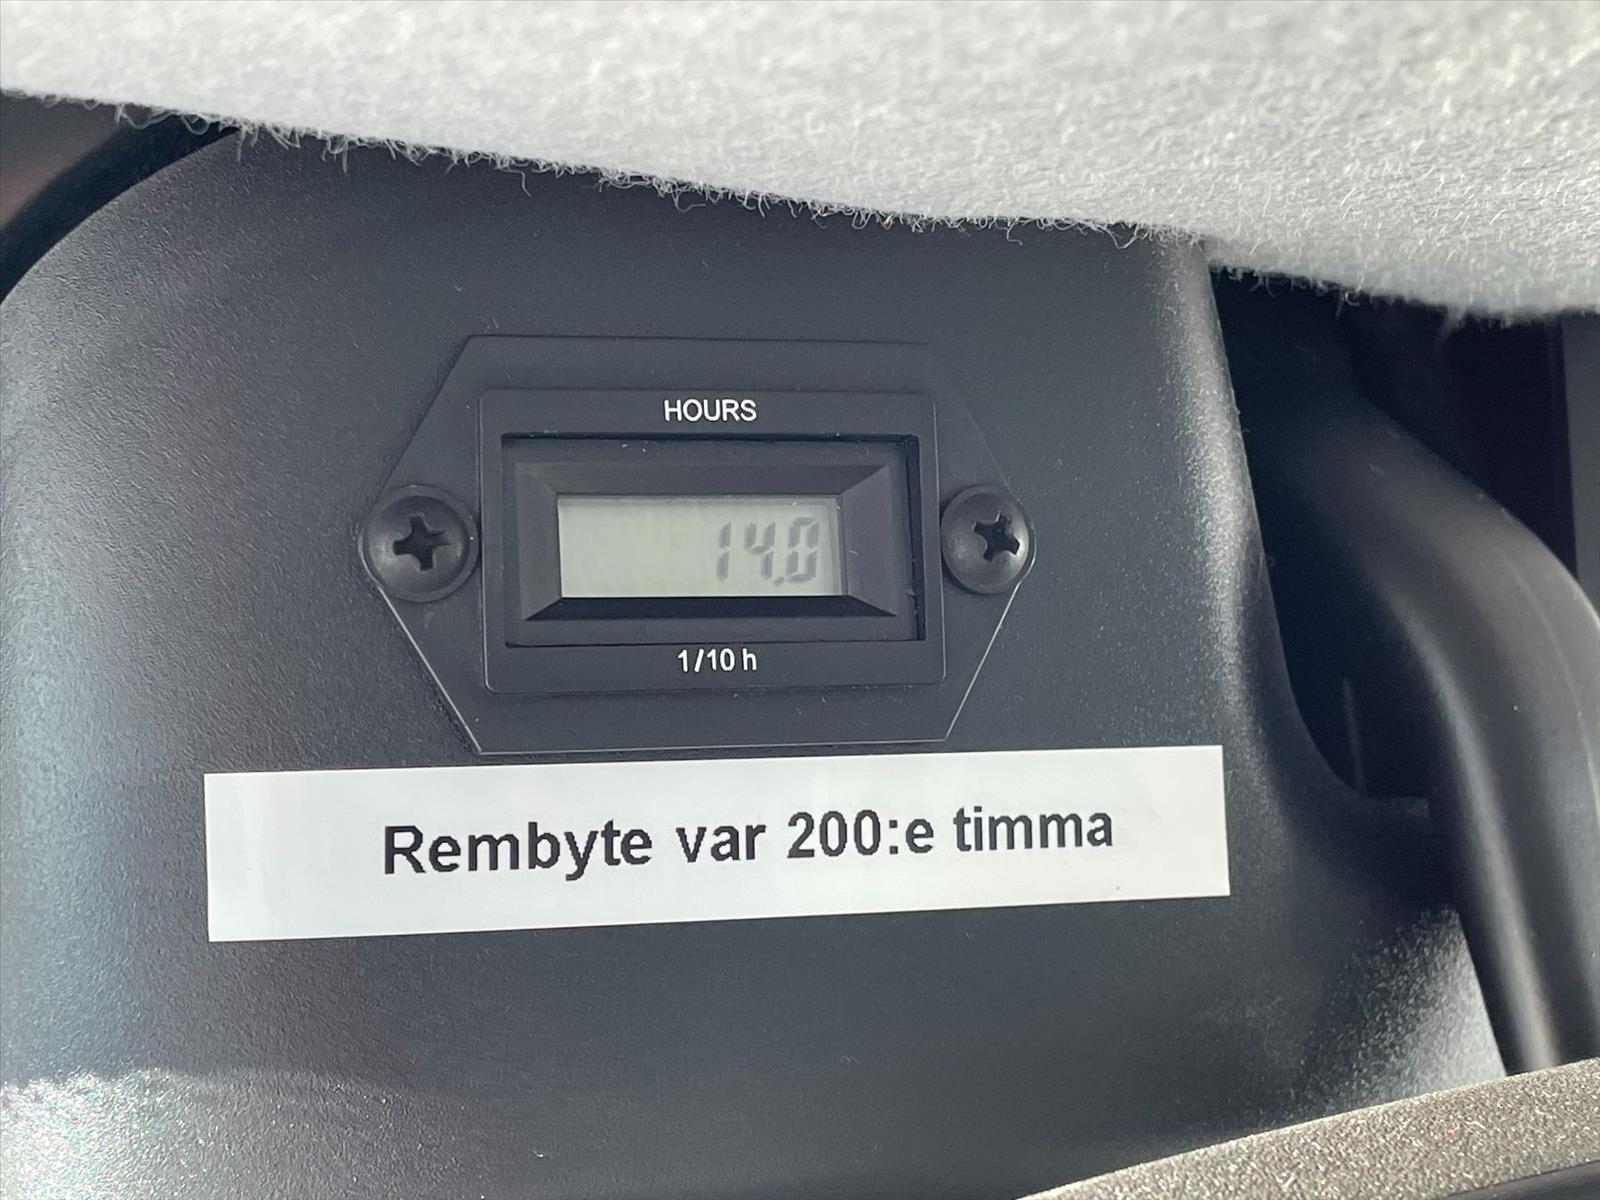 HOURS
14.0
1/10 h
Rembyte var 200:e timma